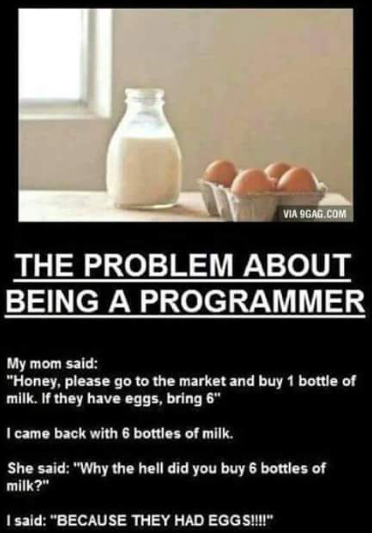 VIA 9GAG.COM
THE PROBLEM ABOUT
BEING A PROGRAMMER
My mom said:
"Honey, please go to the market and buy 1 bottle of
milk. If they have eggs, bring 6"
I came back with 6 bottles of milk.
She said: "Why the hell did you buy 6 bottles of
milk?"
I said: "BECAUSE THEY HAD EGGS!!!!"